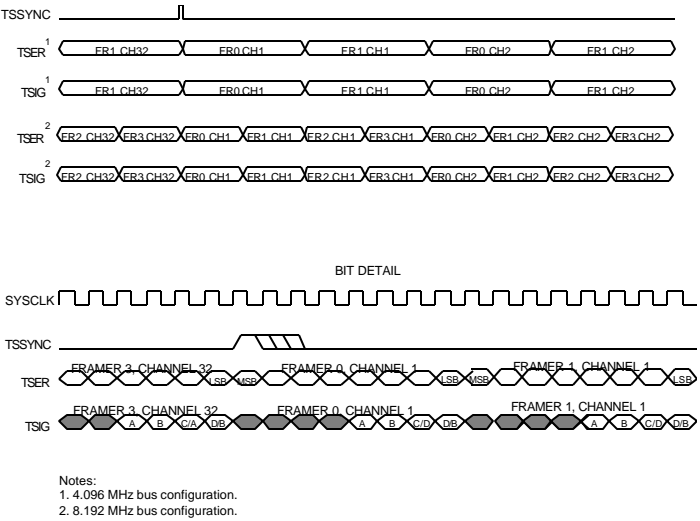 TSSYNC
TSER 1 FR1 CH32 FR0 CH1 FR1 CH1 FR0 CH2 FR1 CH2
TSIG 1 FR1 CH32 FR0 CH1 FR1 CH1 FR0 CH2 FR1 CH2
TSER 2 FR2 CH32 FR3 CH32 FR0 CH1 FR1 CH1 FR2 CH1 FR3 CH1 FR0 CH2 FR1 CH2 FR2 CH2 FR3 CH2
TSIG 2 FR2 CH32 FR3 CH32 FR0 CH1 FR1 CH1 FR2 CH1 FR3 CH1 FR0 CH2 FR1 CH2 FR2 CH2 FR3 CH2
BIT DETAIL
SYSCLK
TSSYNC
FRAMER 3, CHANNEL 32 FRAMER 0, CHANNEL 1 FRAMER 1, CHANNEL 1
TSER LSB MSB LSB MSB LSB
FRAMER 3, CHANNEL 32 FRAMER 0, CHANNEL 1 FRAMER 1, CHANNEL 1
TSIG A B C/A D/B A B C/D D/B A B C/D D/B
Notes:
1. 4.096 MHz bus configuration.
2. 8.192 MHz bus configuration.